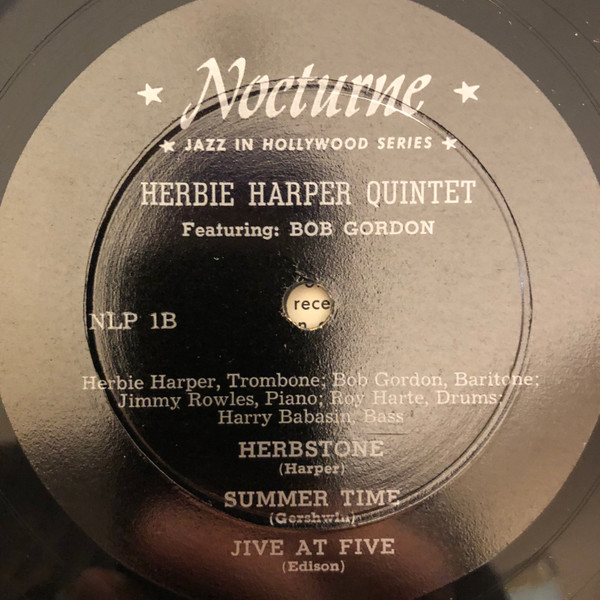 Nocturne
JAZZ IN HOLLYWOOD SERIES
HERBIE HARPER QUINTET
Featuring: BOB GORDON
rece
NLP 1B
Herbie Harper, Trombone; Bob Gordon, Baritone;
Jimmy Rowles, Piano; Roy Harte, Drums;
Harry Babasin, Bass
HERBSTONE
(Harper)
SUMMER TIME
(Gershwin)
JIVE AT FIVE
(Edison)